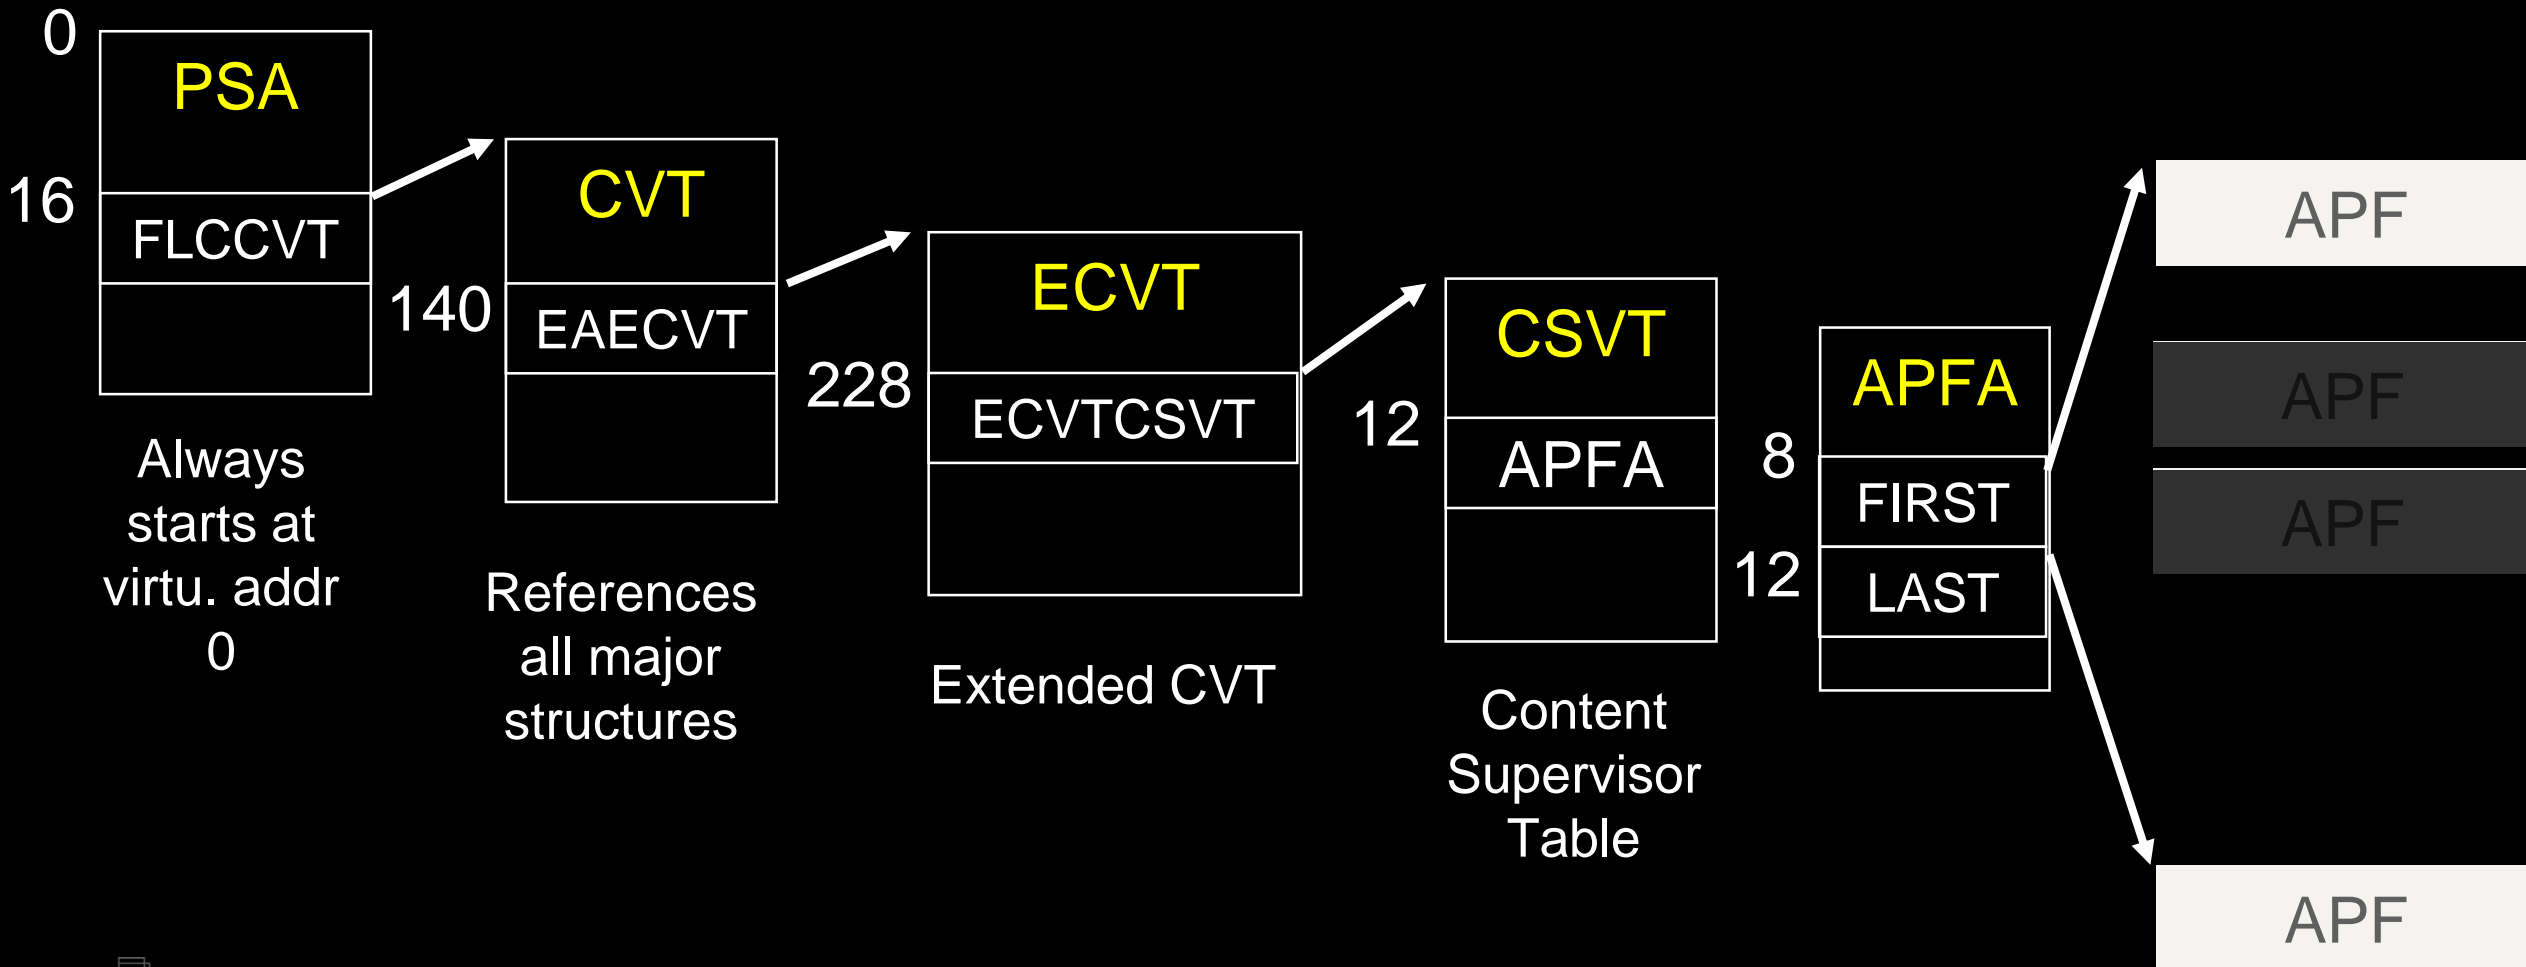 0
PSA
16
FLCCVT
Always
starts at
virtu. addr
0
CVT
140
EAECVT
References
all major
structures
ECVT
228
ECVTCSVT
Extended CVT
CSVT
12
APFA
Content
Supervisor
Table
APFA
8
FIRST
12
LAST
APF
APF
APF
APF